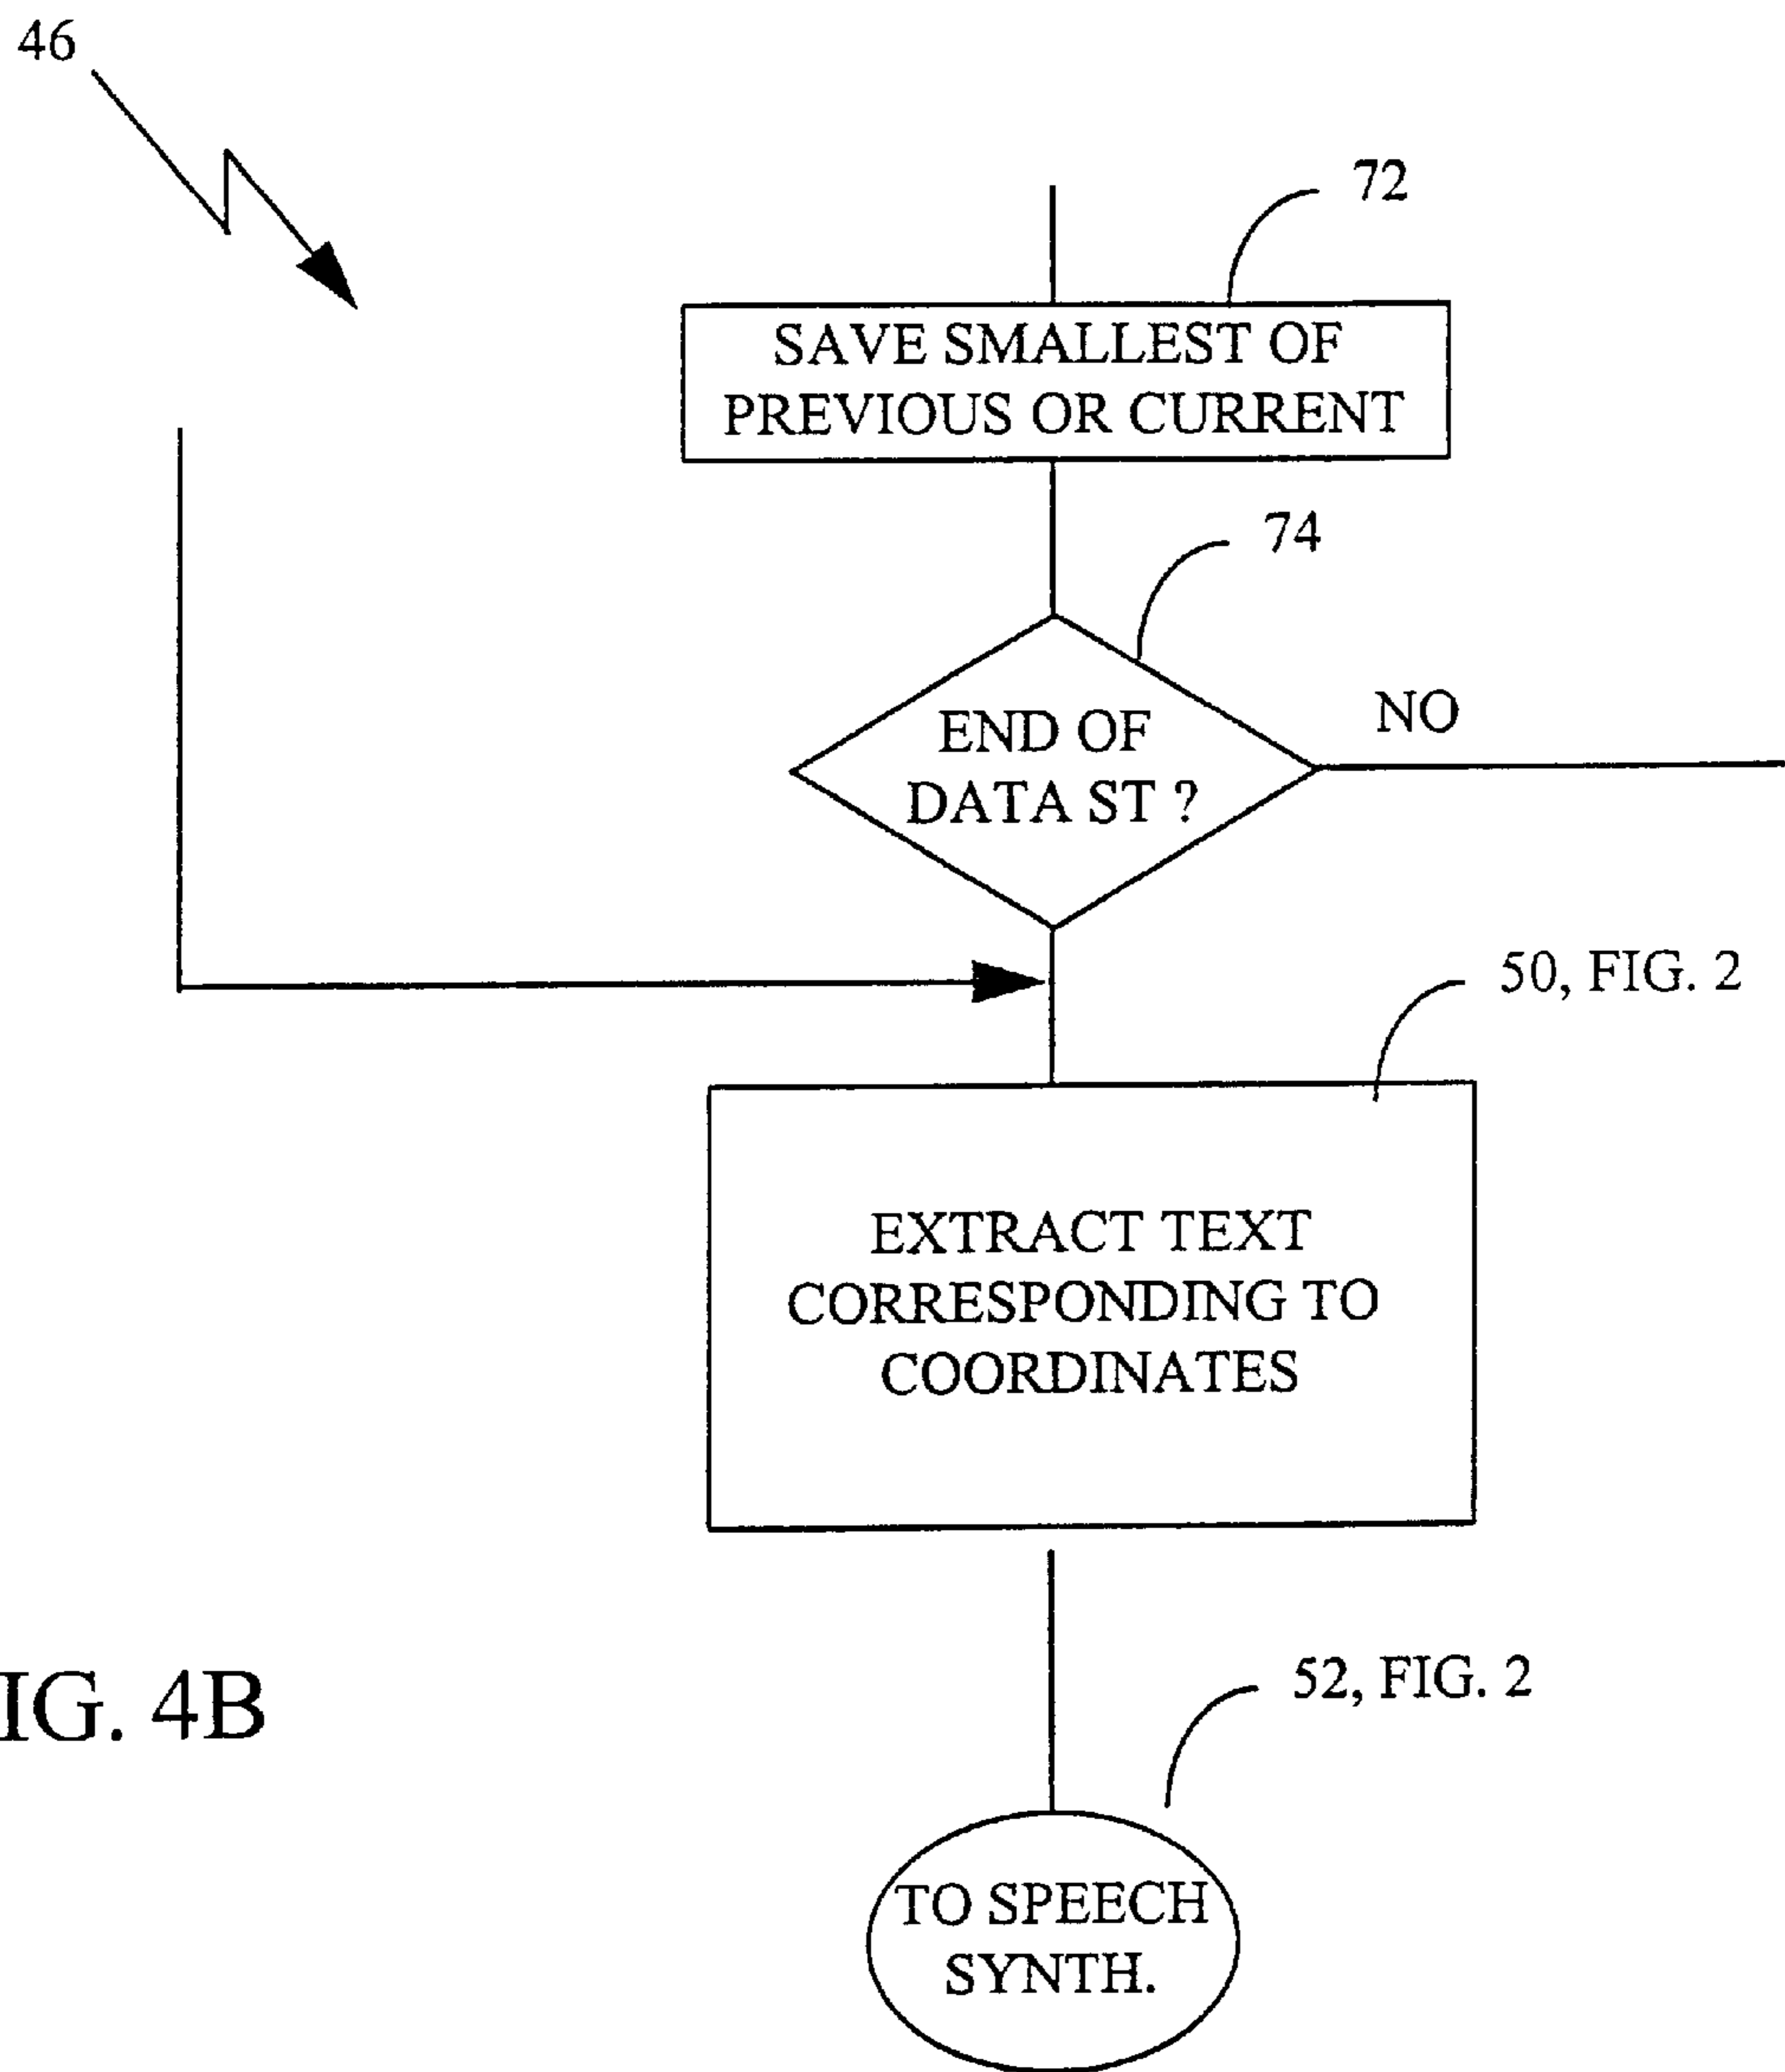 46
72
SAVE SMALLEST OF
PREVIOUS OR CURRENT
74
END OF
DATA ST ?
NO
50, FIG. 2
EXTRACT TEXT
CORRESPONDING TO
COORDINATES
52, FIG. 2
IG. 4B
TO SPEECH
SYNTH.